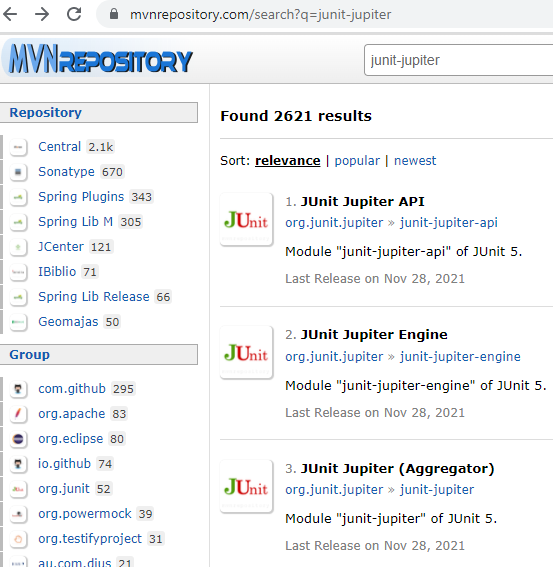 mvnrepository.com/search?q=junit-jupiter
MVNREPOSITORY
junit-jupiter
Repository
Central 2.1k
Sonatype 670
Spring Plugins 343
Spring Lib M 305
JCenter 121
IBiblio 71
Spring Lib Release 66
Geomajas 50
Group
com.github 295
org.apache 83
org.eclipse 80
io.github 74
org.junit 52
org.powermock 39
org.testifyproject 31
au.com.dius 21
Found 2621 results
Sort: relevance | popular | newest
JUnit
1. JUnit Jupiter API
org.junit.jupiter » junit-jupiter-api
Module "junit-jupiter-api" of JUnit 5.
Last Release on Nov 28, 2021
JUnit
2. JUnit Jupiter Engine
org.junit.jupiter » junit-jupiter-engine
Module "junit-jupiter-engine" of JUnit 5.
Last Release on Nov 28, 2021
JUnit
3. JUnit Jupiter (Aggregator)
org.junit.jupiter » junit-jupiter
Module "junit-jupiter" of JUnit 5.
Last Release on Nov 28, 2021